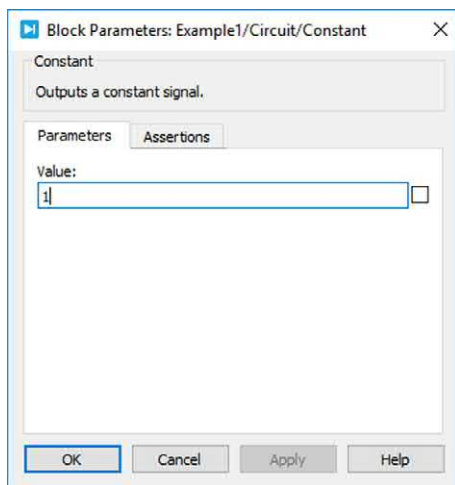 Block Parameters: Example1/Circuit/Constant
Constant
Outputs a constant signal.
Parameters Assertions
Value:
1
OK Cancel Apply Help